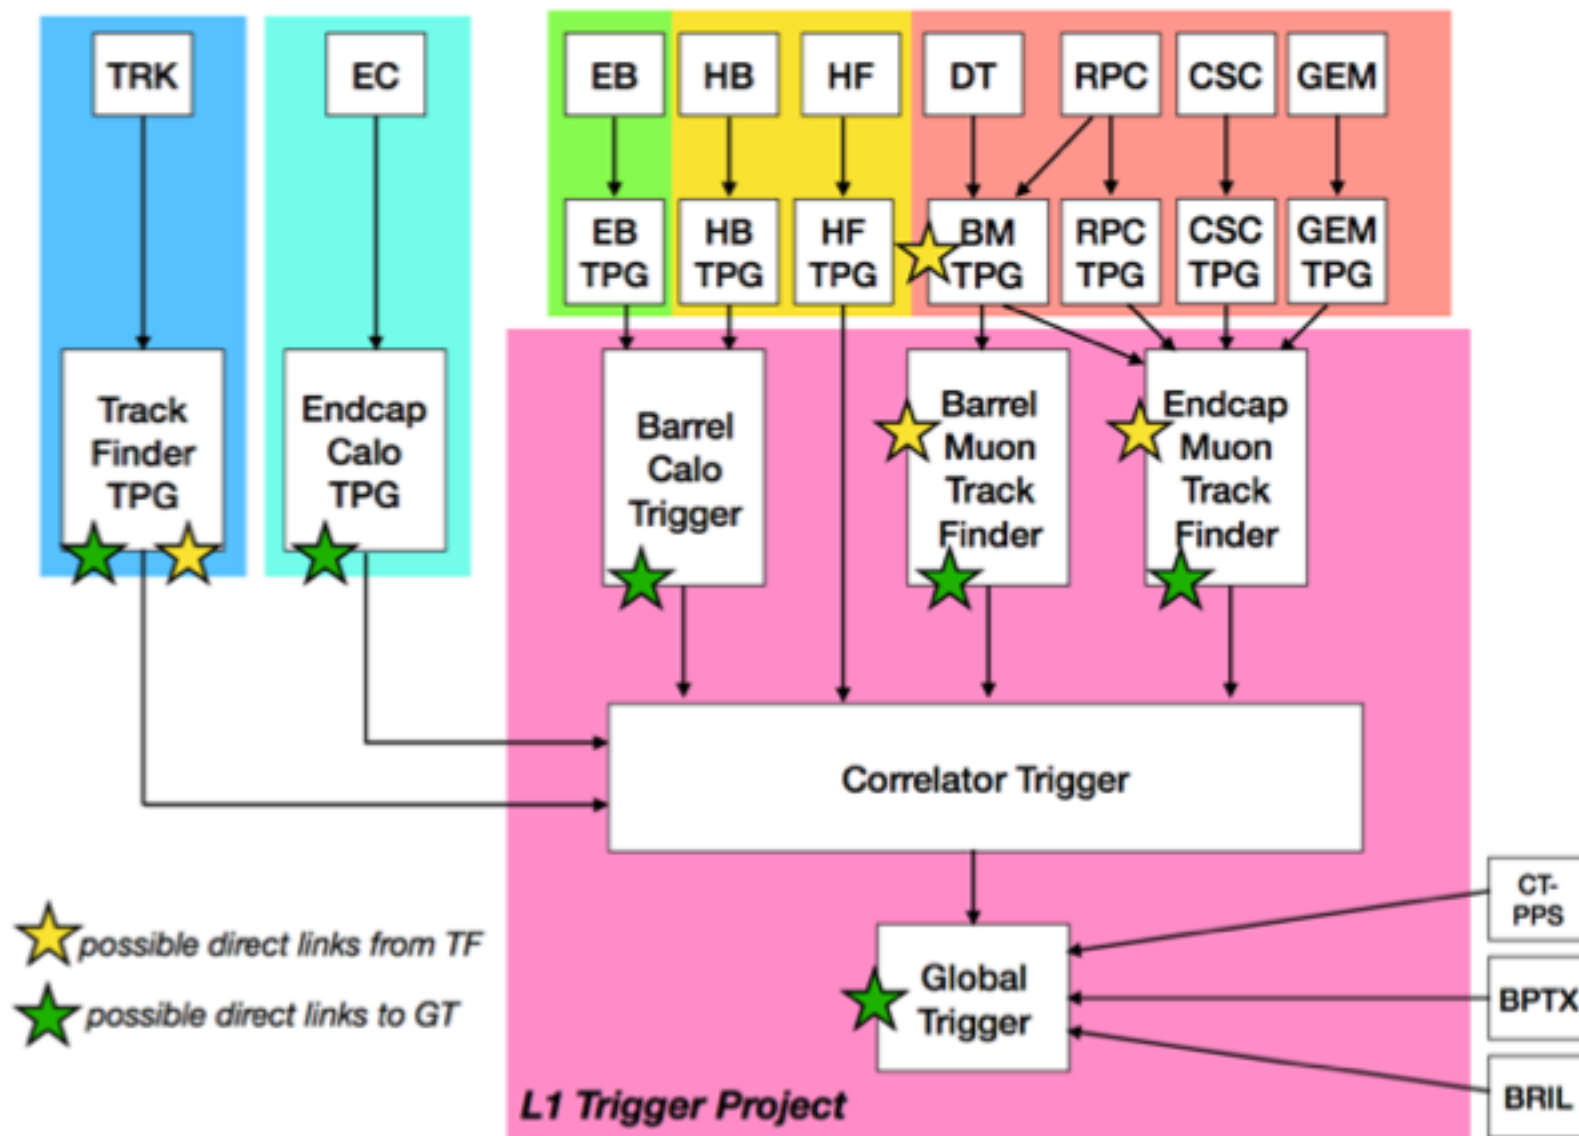 TRK
EC
EB
HB
HF
DT
RPC
CSC
GEM
EB
TPG
HB
TPG
HF
TPG
BM
TPG
RPC
TPG
CSC
TPG
GEM
TPG
Track
Finder
TPG
Endcap
Calo
TPG
Barrel
Calo
Trigger
Barrel
Muon
Track
Finder
Endcap
Muon
Track
Finder
Correlator Trigger
CT-
PPS
possible direct links from TF
Global
Trigger
BPTX
possible direct links to GT
BRIL
L1 Trigger Project